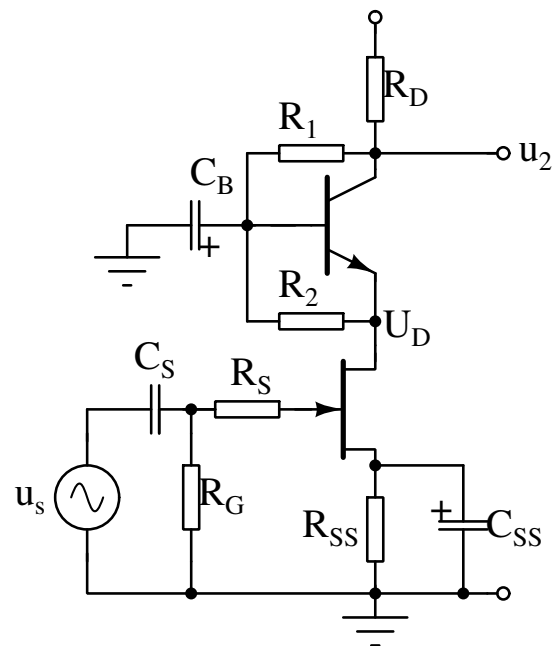 R_D
R_1
u_2
C_B
+
R_2
U_D
C_S
R_S
u_s
R_G
R_SS
+
C_SS